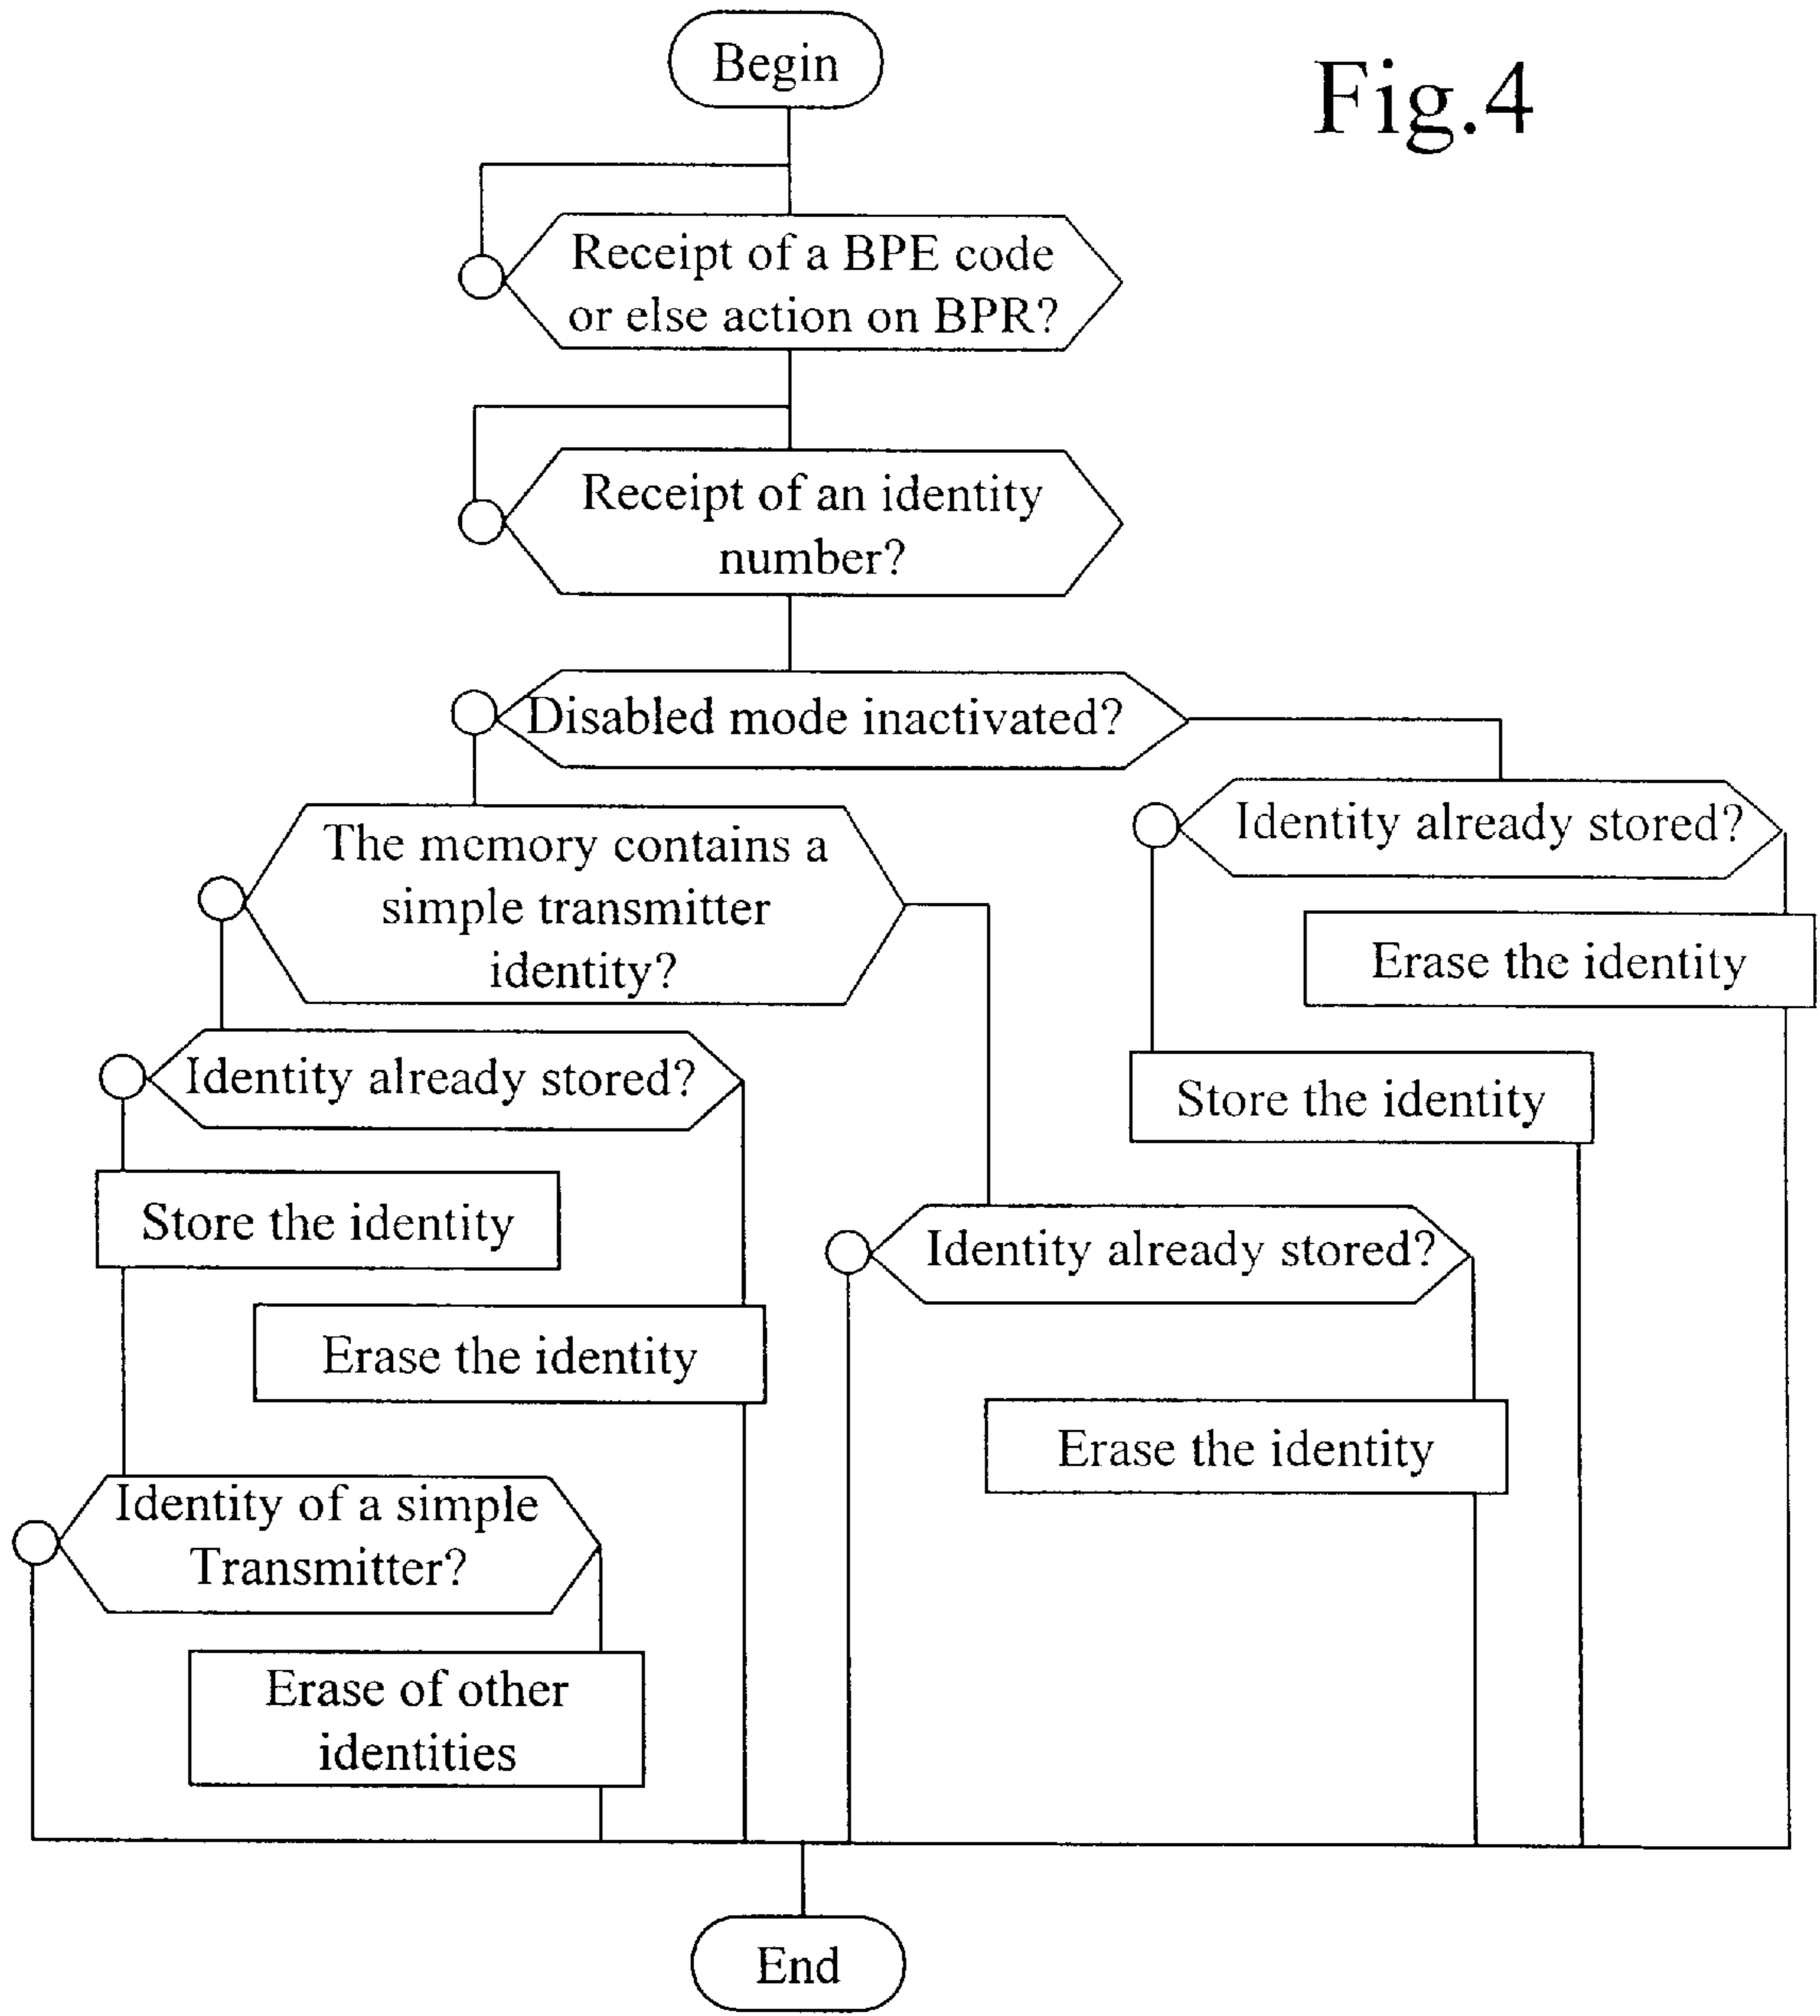 Begin
Fig.4
Receipt of a BPE code
or else action on BPR?
Receipt of an identity
number?
Disabled mode inactivated?
Identity already stored?
The memory contains a
simple transmitter
identity?
Erase the identity
Identity already stored?
Store the identity
Store the identity
Identity already stored?
Erase the identity
Erase the identity
Identity of a simple
Transmitter?
Erase of other
identities
End